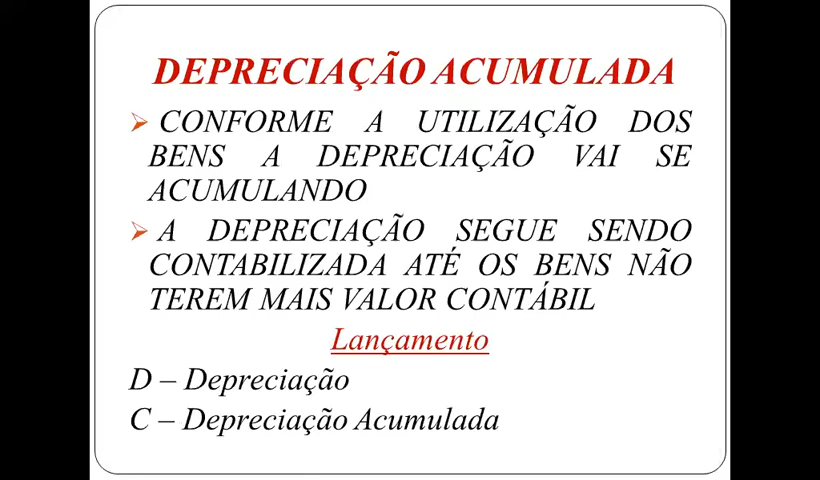 DEPRECIAÇÃO ACUMULADA
CONFORME A UTILIZAÇÃO DOS
BENS A DEPRECIAÇÃO VAI SE
ACUMULANDO
A DEPRECIAÇÃO SEGUE SENDO
CONTABILIZADA ATÉ OS BENS NÃO
TEREM MAIS VALOR CONTÁBIL
Lançamento
D – Depreciação
C – Depreciação Acumulada